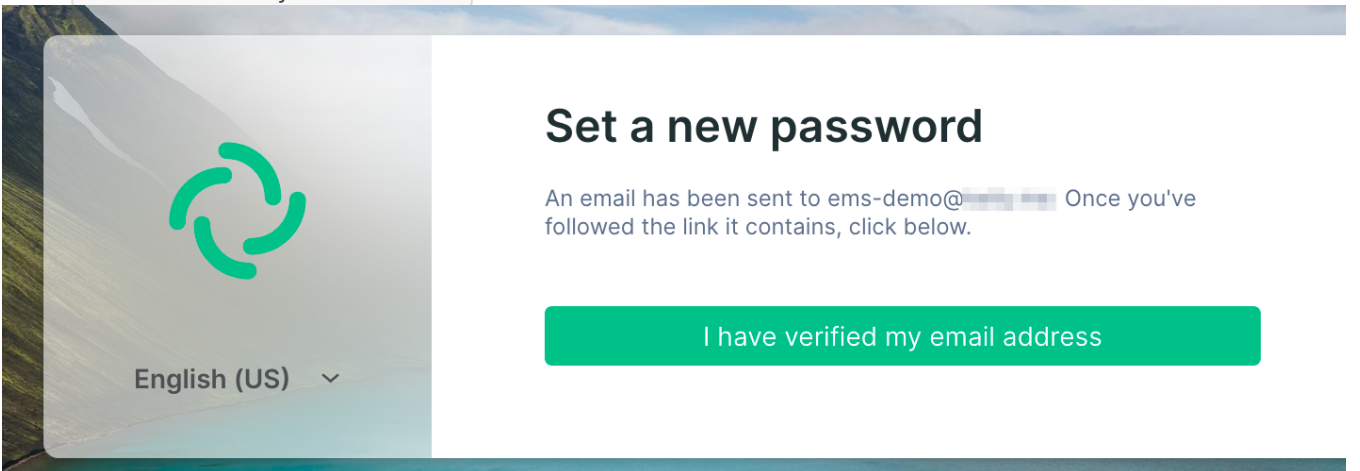 Set a new password
An email has been sent to ems-demo@ Once you've
followed the link it contains, click below.
I have verified my email address
English (US)